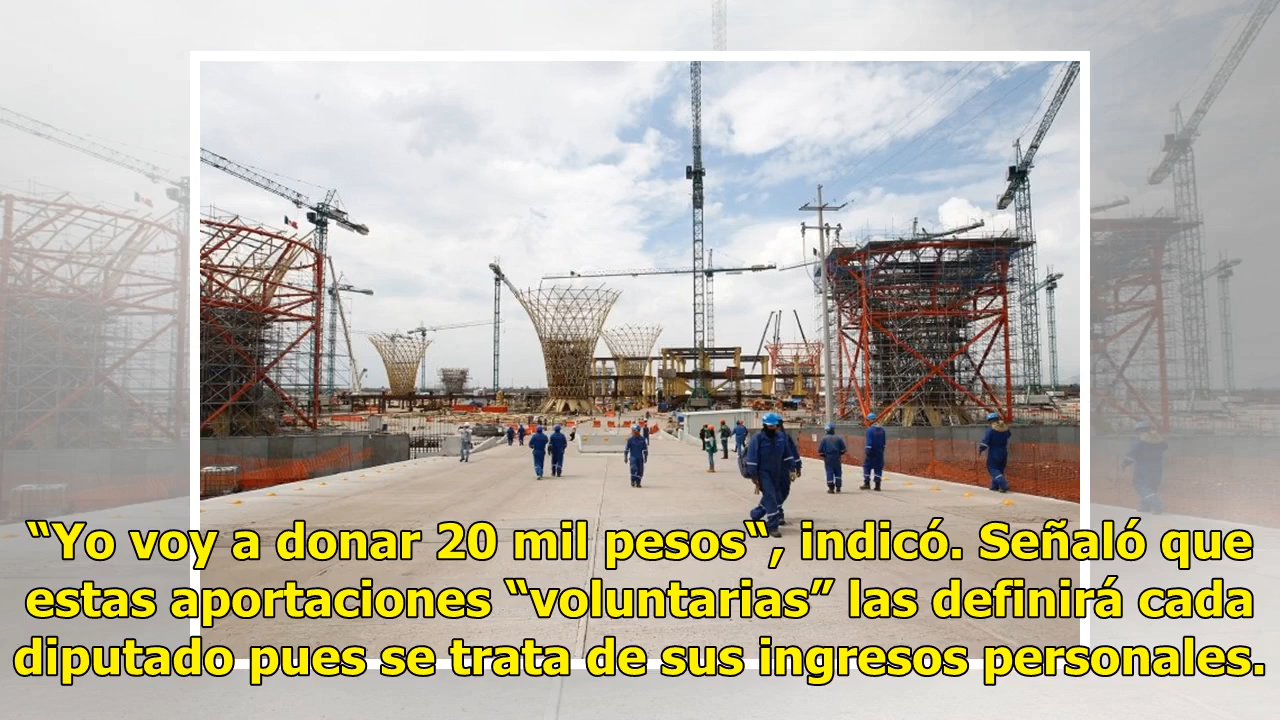 “Yo voy a donar 20 mil pesos“, indicó. Señaló que
estas aportaciones “voluntarias” las definirá cada
diputado pues se trata de sus ingresos personales.